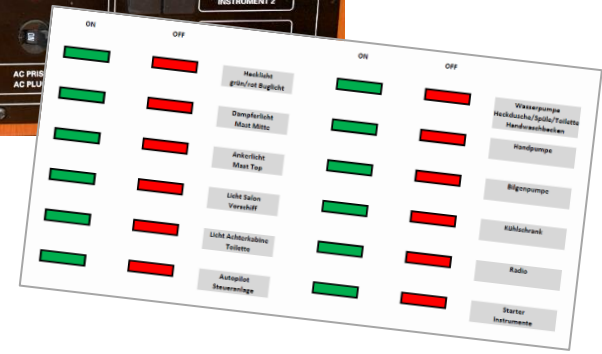 INSTRUMENT 2
AC PRIS
AC PLU
ON
OFF
Hecklicht
grün/rot Buglicht
Dampferlicht
Mast Mitte
Ankerlicht
Mast Top
Licht Salon
Vorschiff
Licht Achterkabine
Toilette
Autopilot
Steueranlage
ON
OFF
Wasserpumpe
Heckdusche/Spüle/Toilette
Handwaschbecken
Handpumpe
Bilgenpumpe
Kühlschrank
Radio
Starter
Instrumente